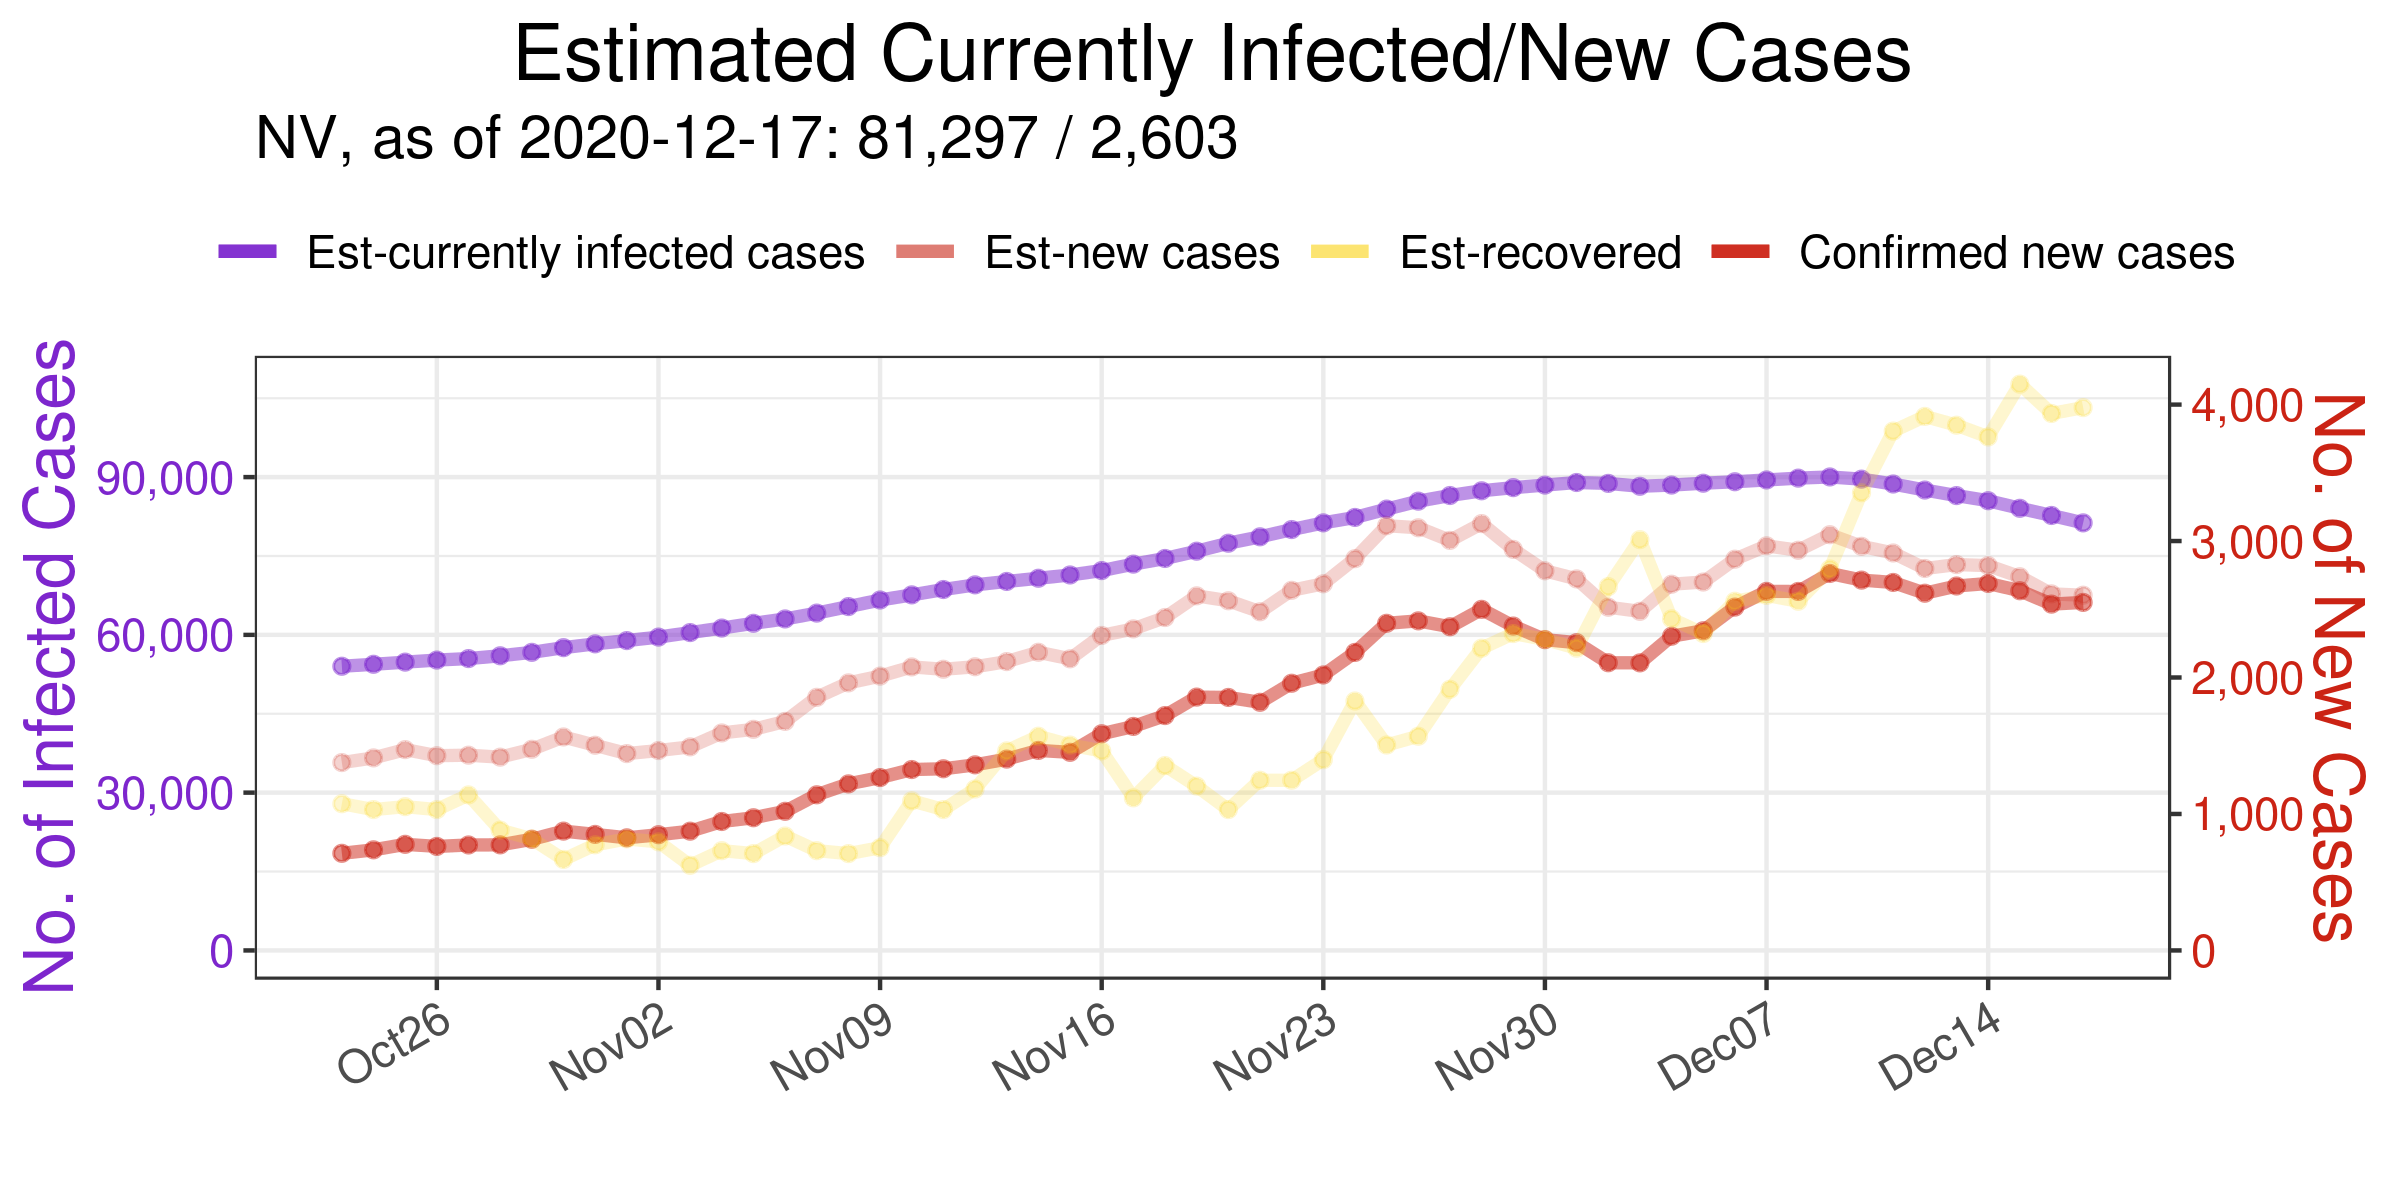 Estimated Currently Infected/New Cases
NV, as of 2020-12-17: 81,297 / 2,603
Est-currently infected cases
Est-new cases
Est-recovered
Confirmed new cases
No. of Infected Cases
90,000
60,000
30,000
0
4,000
3,000
2,000
1,000
0
No. of New Cases
Oct26
Nov02
Nov09
Nov16
Nov23
Nov30
Dec07
Dec14